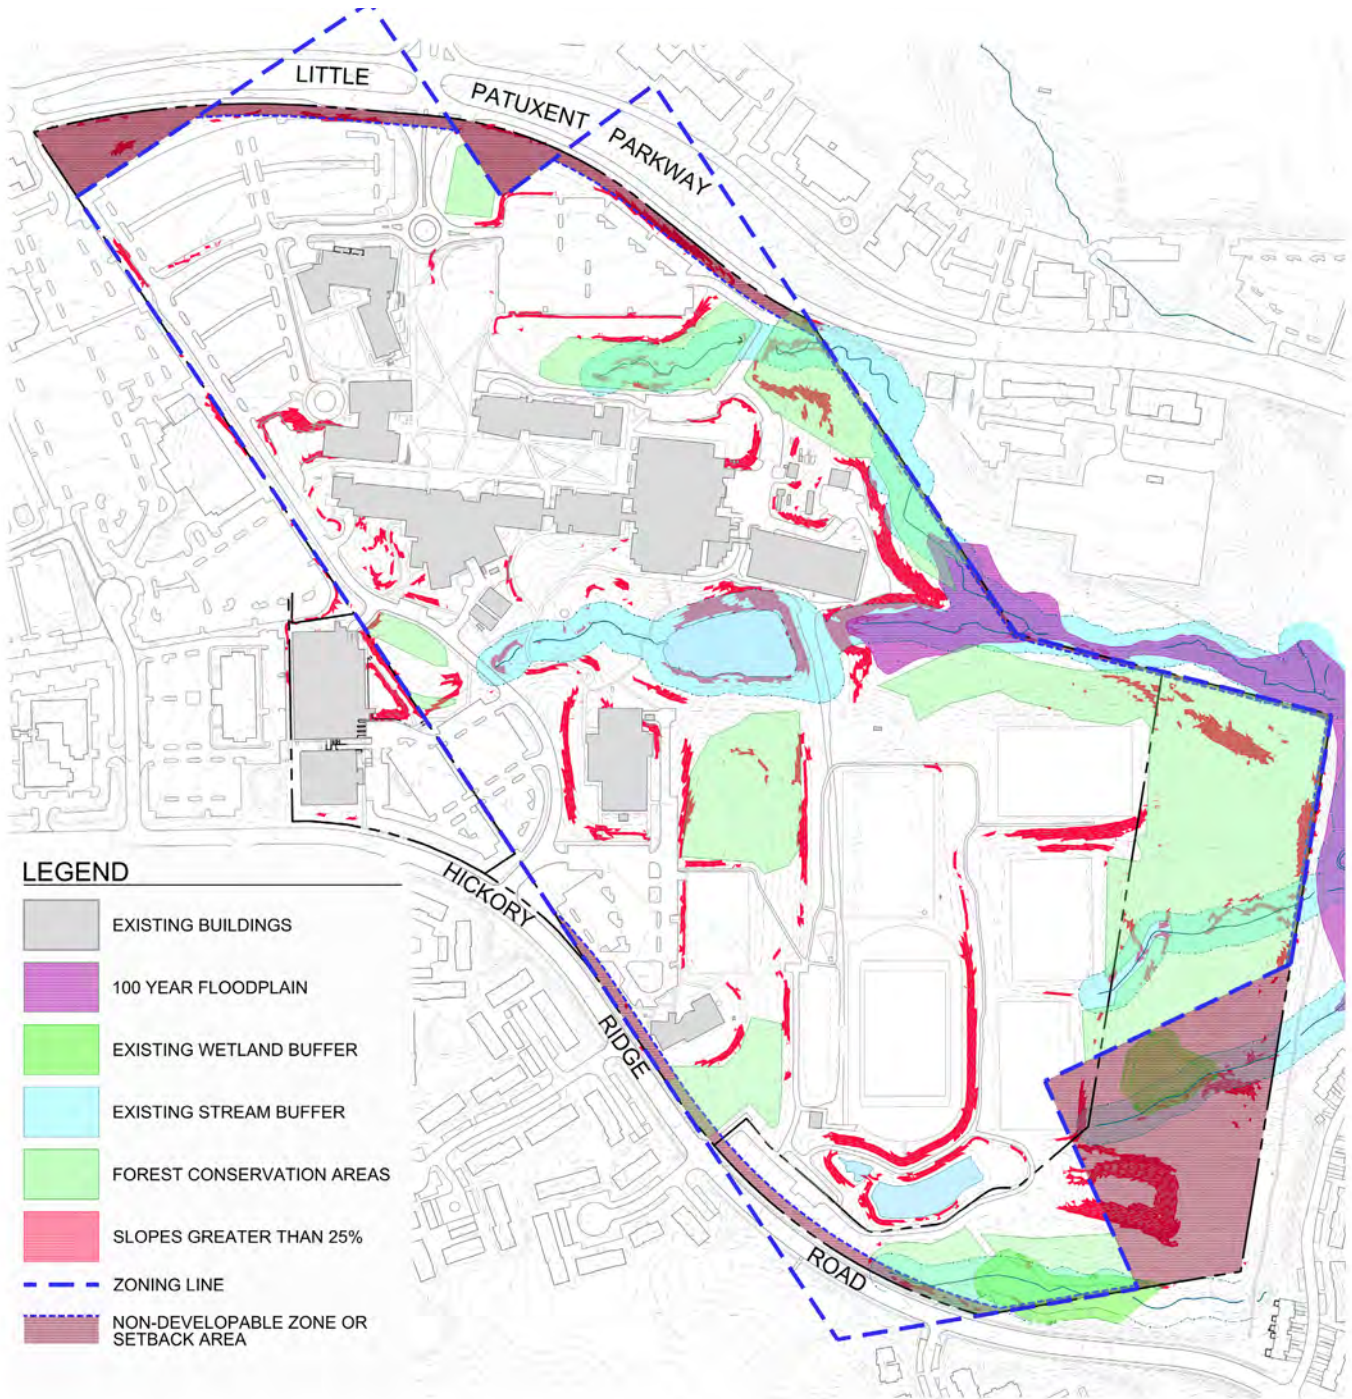 LITTLE
PATUXENT
PARKWAY
LEGEND
EXISTING BUILDINGS
100 YEAR FLOODPLAIN
EXISTING WETLAND BUFFER
EXISTING STREAM BUFFER
FOREST CONSERVATION AREAS
SLOPES GREATER THAN 25%
ZONING LINE
NON-DEVELOPABLE ZONE OR
SETBACK AREA
HICKORY
RIDGE
ROAD